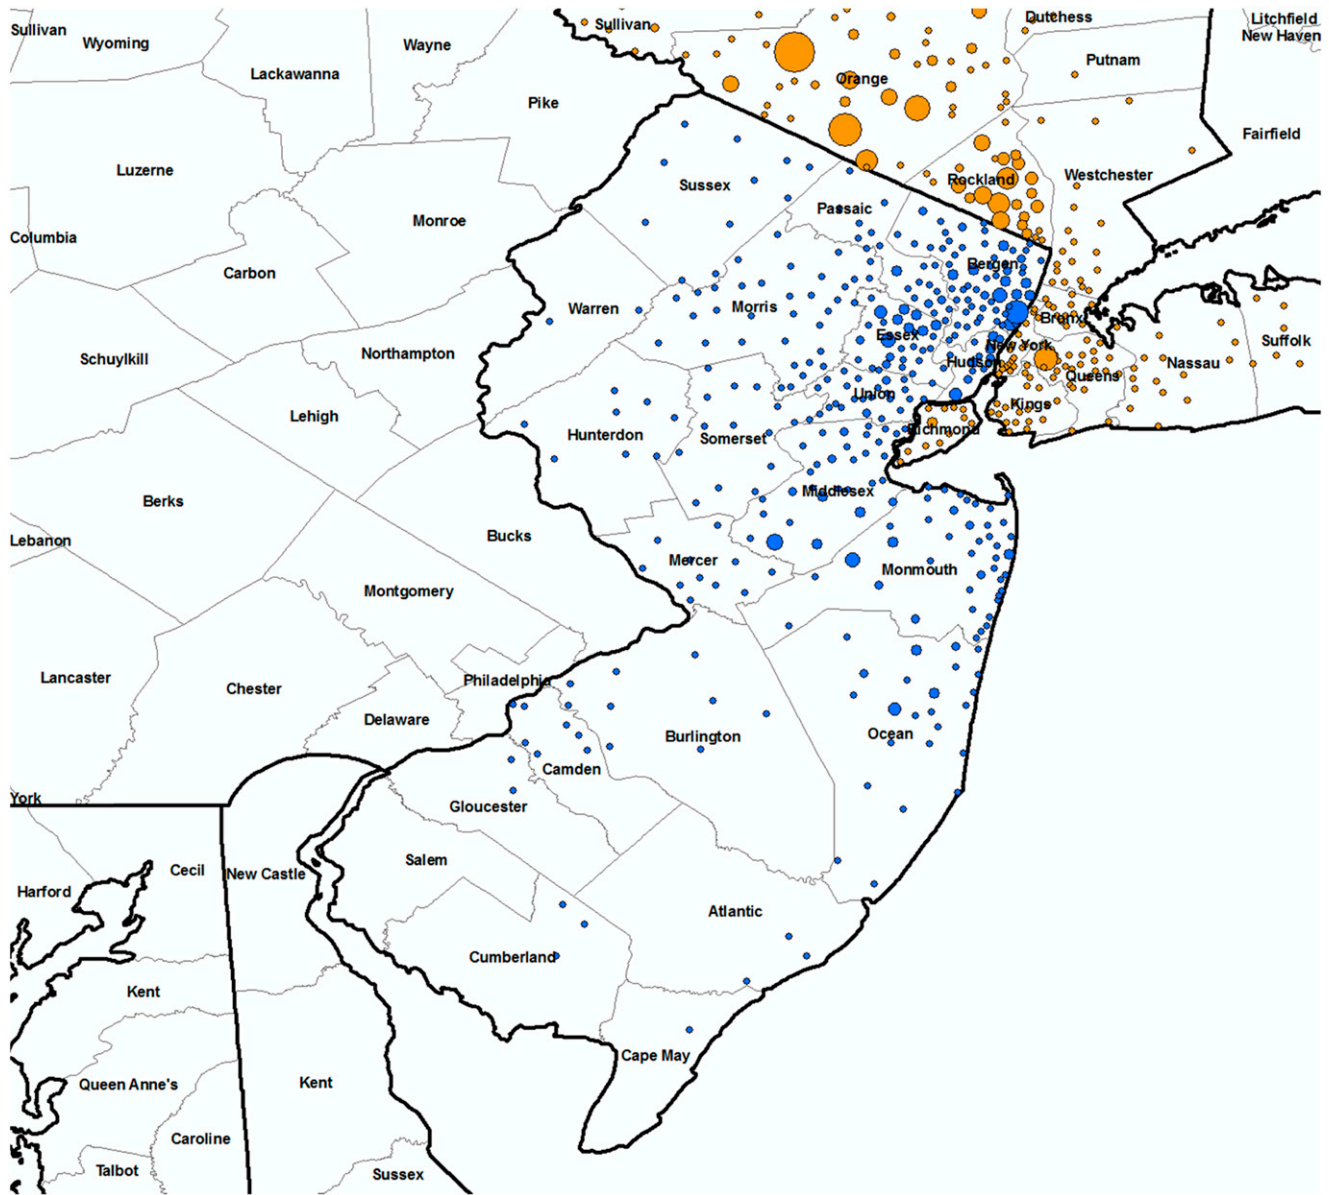 Sullivan
Wyoming
Wayne
Sullivan
Dutchess
Litchfield
New Haven
Lackawanna
Pike
Orange
Putnam
Fairfield
Luzerne
Sussex
Rockland
Westchester
Monroe
Passaic
Columbia
Carbon
Bergen
Warren
Morris
Bronx
Essex
New York
Suffolk
Schuylkill
Northampton
Hudson
Nassau
Queens
Lehigh
Union
Kings
Hunterdon
Somerset
Richmond
Berks
Middlesex
Lebanon
Bucks
Mercer
Monmouth
Montgomery
Lancaster
Chester
Philadelphia
Delaware
Burlington
Ocean
Camden
York
Gloucester
Cecil
New Castle
Salem
Harford
Atlantic
Cumberland
Kent
Cape May
Queen Anne's
Kent
Caroline
Talbot
Sussex